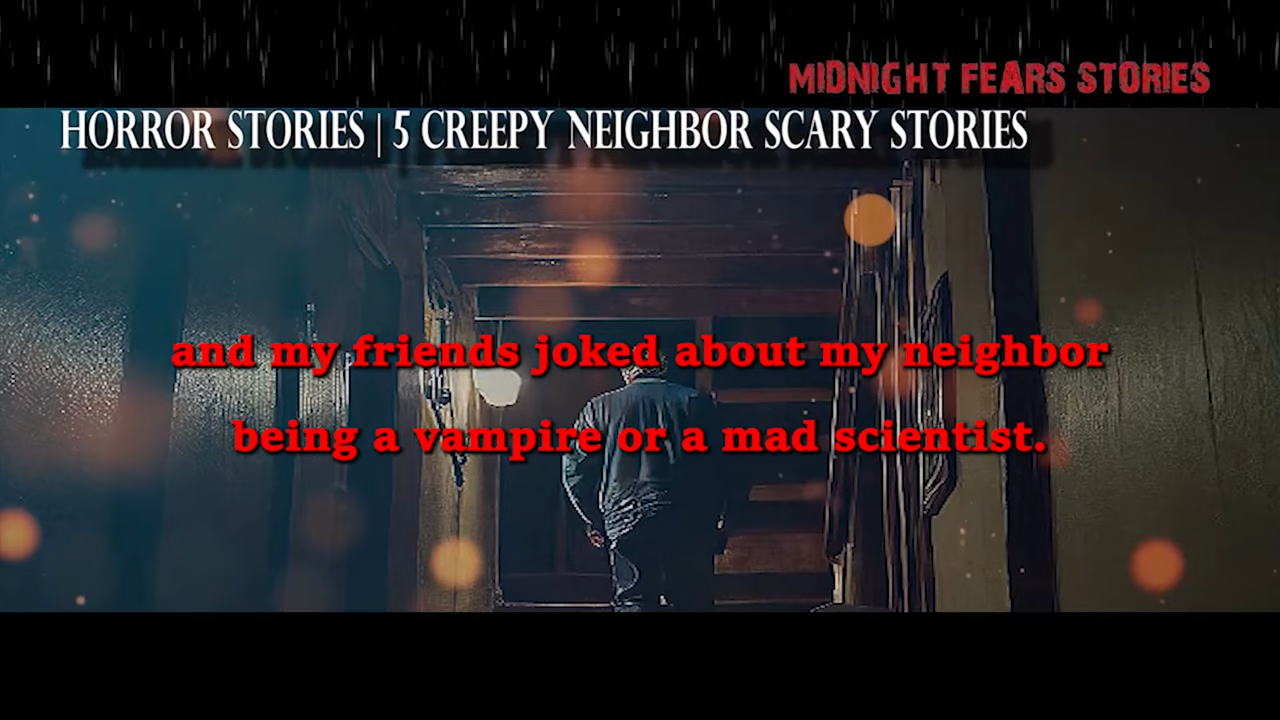 MIDNIGHT FEARS STORIES
HORROR STORIES | 5 CREEPY NEIGHBOR SCARY STORIES
and my friends joked about my neighbor
being a vampire or a mad scientist.